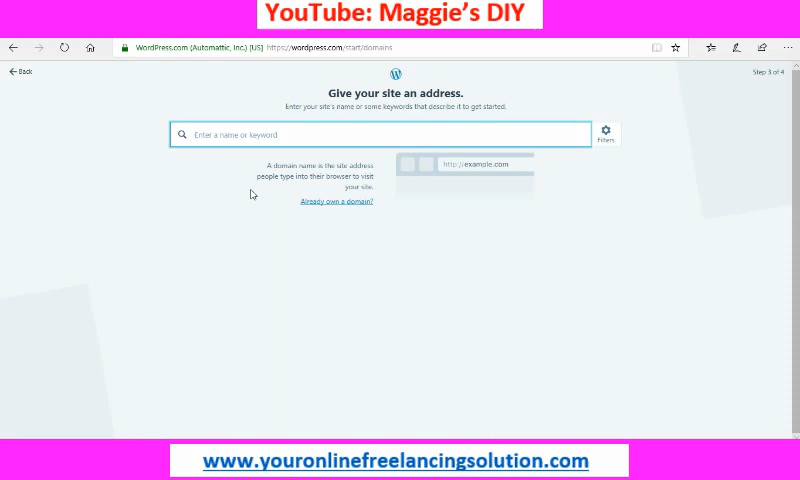 YouTube: Maggie's DIY
WordPress.com (Automattic, Inc.) [US] https://wordpress.com/start/domains
Back
Step 3 of 4
Give your site an address.
Enter your site's name or some keywords that describe it to get started.
Enter a name or keyword
Filters
A domain name is the site address
people type into their browser to visit
your site.
Already own a domain?
http://example.com
www.youronlinefreelancingsolution.com